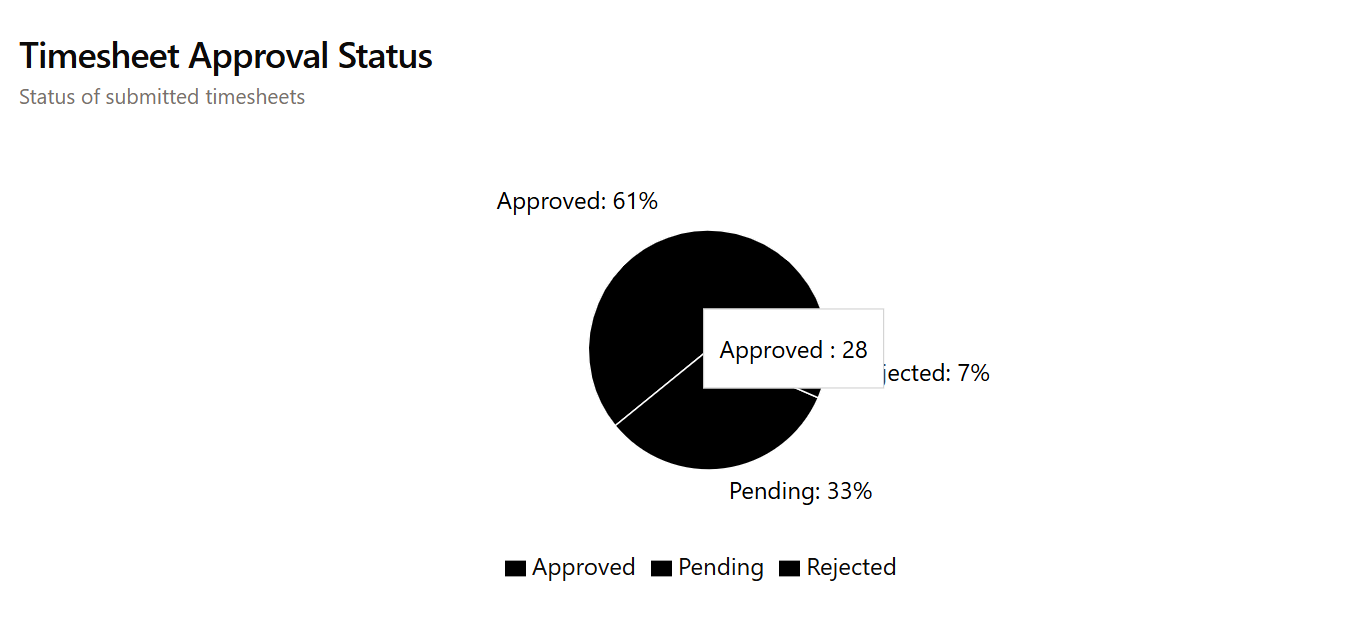 Timesheet Approval Status
Status of submitted timesheets
Approved: 61%
Approved : 28
jected: 7%
Pending: 33%
Approved
Pending
Rejected